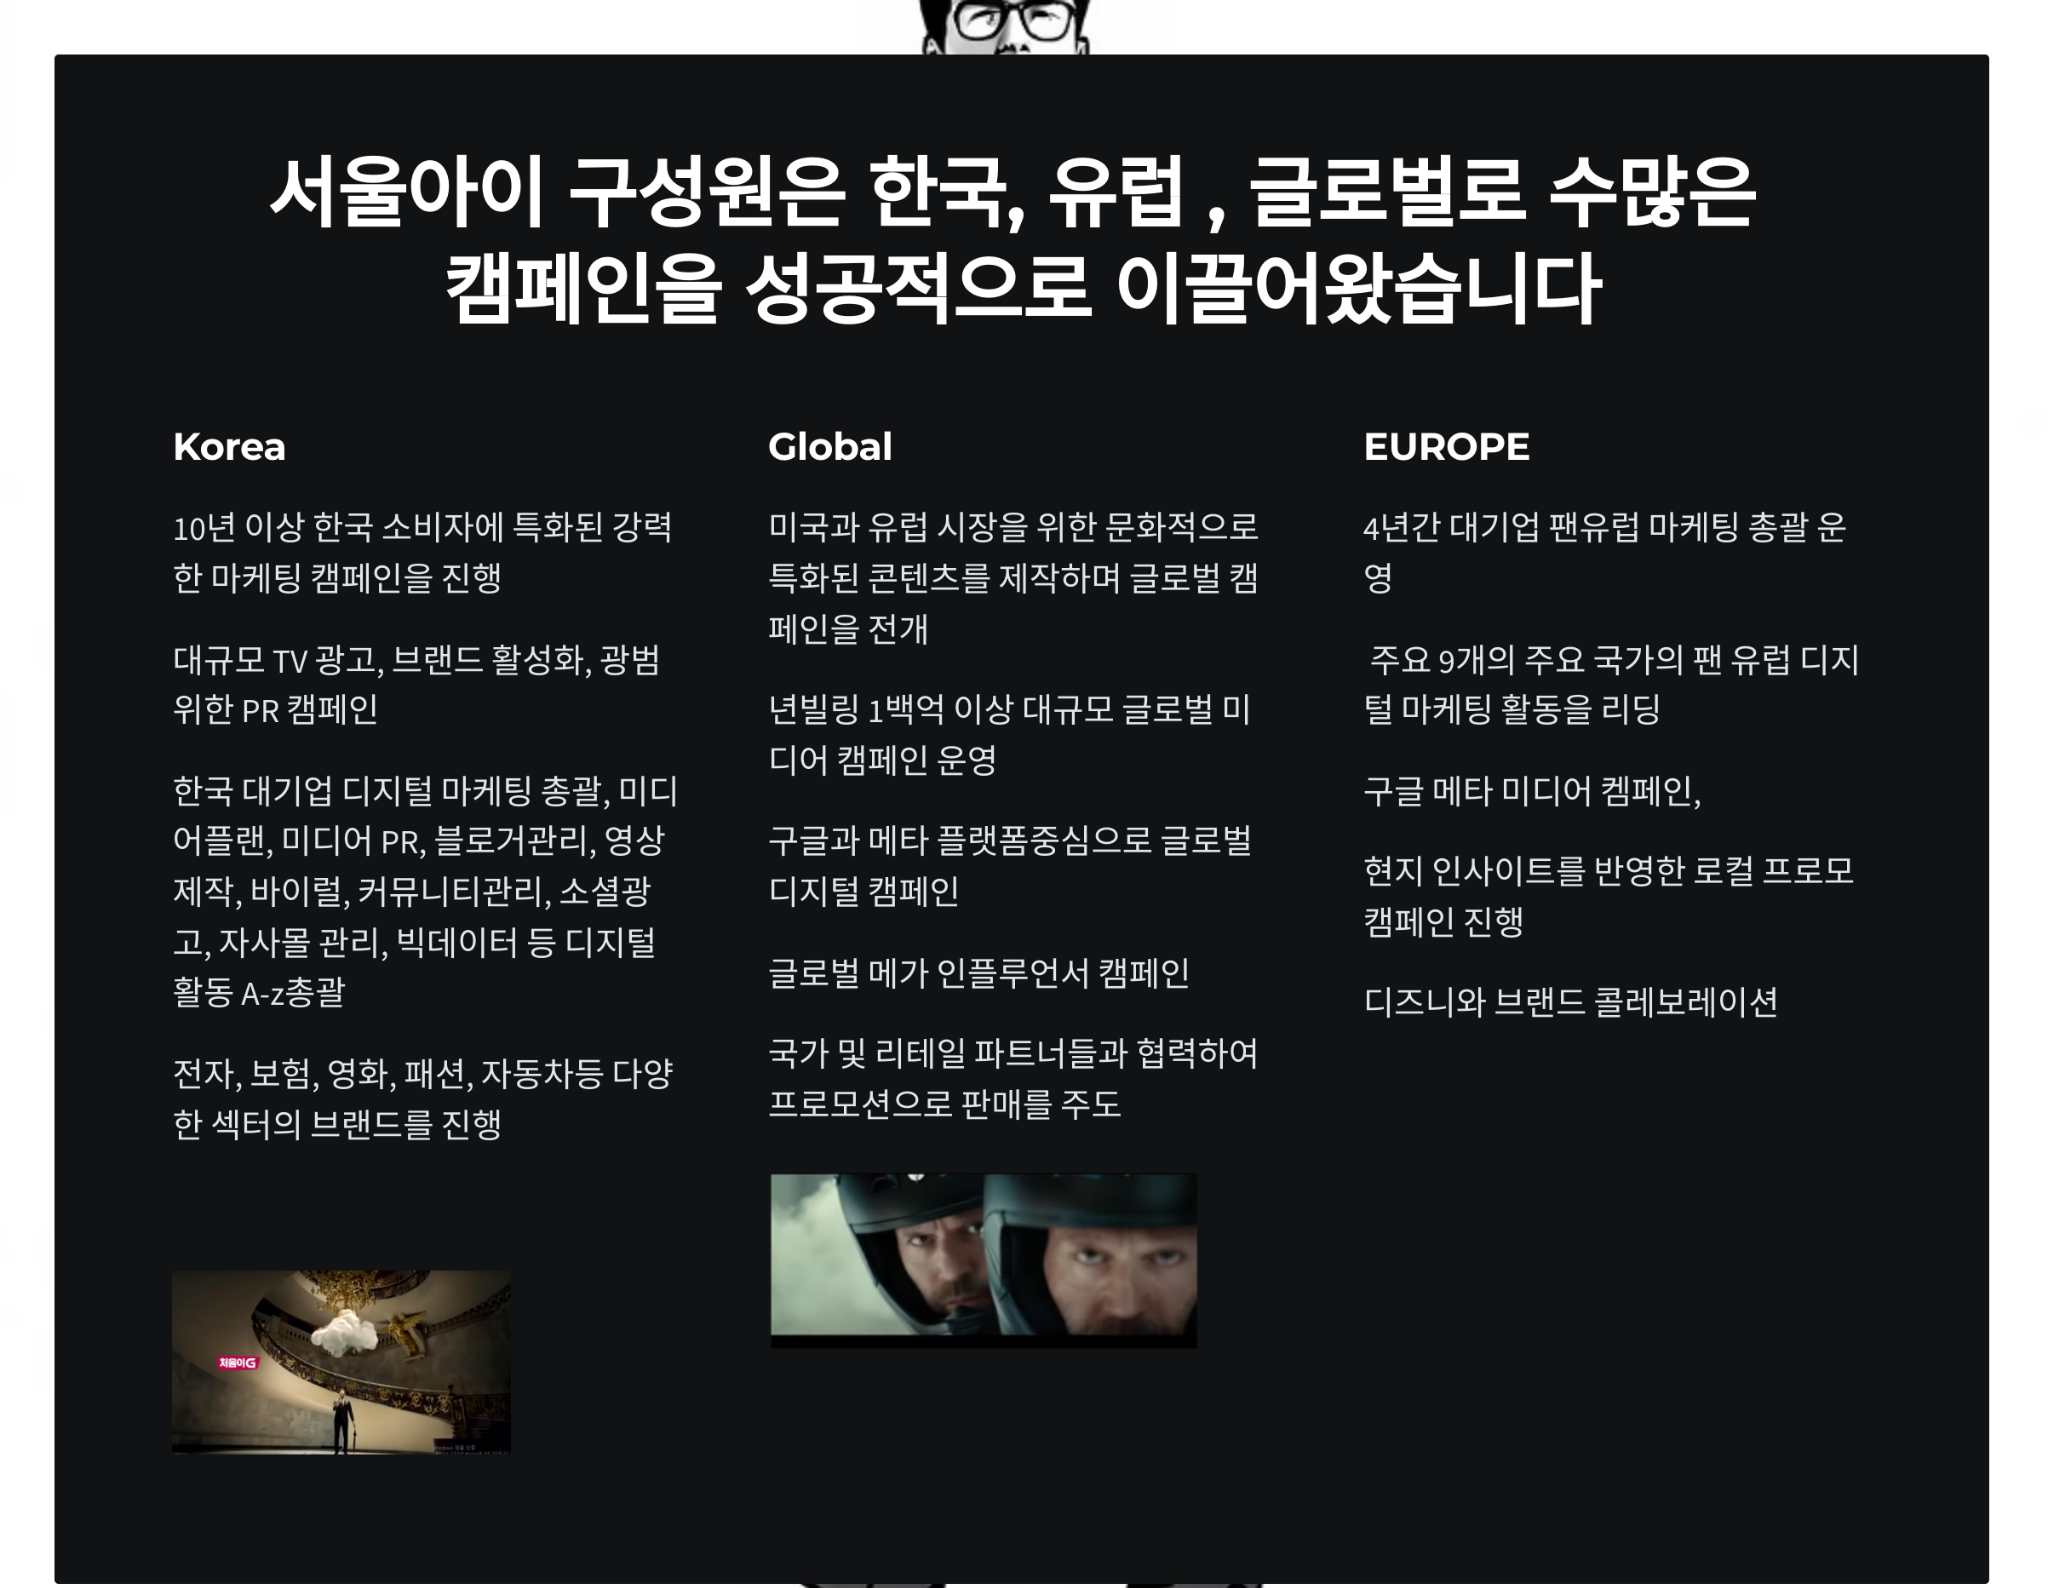 서울아이 구성원은 한국, 유럽 , 글로벌로 수많은
캠페인을 성공적으로 이끌어왔습니다
Korea
10년 이상 한국 소비자에 특화된 강력
한 마케팅 캠페인을 진행
대규모 TV 광고, 브랜드 활성화, 광범
위한 PR 캠페인
한국 대기업 디지털 마케팅 총괄, 미디
어플랜, 미디어 PR, 블로거관리, 영상
제작, 바이럴, 커뮤니티관리, 소셜광
고, 자사몰 관리, 빅데이터 등 디지털
활동 A-z총괄
전자, 보험, 영화, 패션, 자동차등 다양
한 섹터의 브랜드를 진행
처음이G
Global
미국과 유럽 시장을 위한 문화적으로
특화된 콘텐츠를 제작하며 글로벌 캠
페인을 전개
년빌링 1백억 이상 대규모 글로벌 미
디어 캠페인 운영
구글과 메타 플랫폼중심으로 글로벌
디지털 캠페인
글로벌 메가 인플루언서 캠페인
국가 및 리테일 파트너들과 협력하여
프로모션으로 판매를 주도
EUROPE
4년간 대기업 팬유럽 마케팅 총괄 운
영
주요 9개의 주요 국가의 팬 유럽 디지
털 마케팅 활동을 리딩
구글 메타 미디어 켐페인,
현지 인사이트를 반영한 로컬 프로모
캠페인 진행
디즈니와 브랜드 콜레보레이션